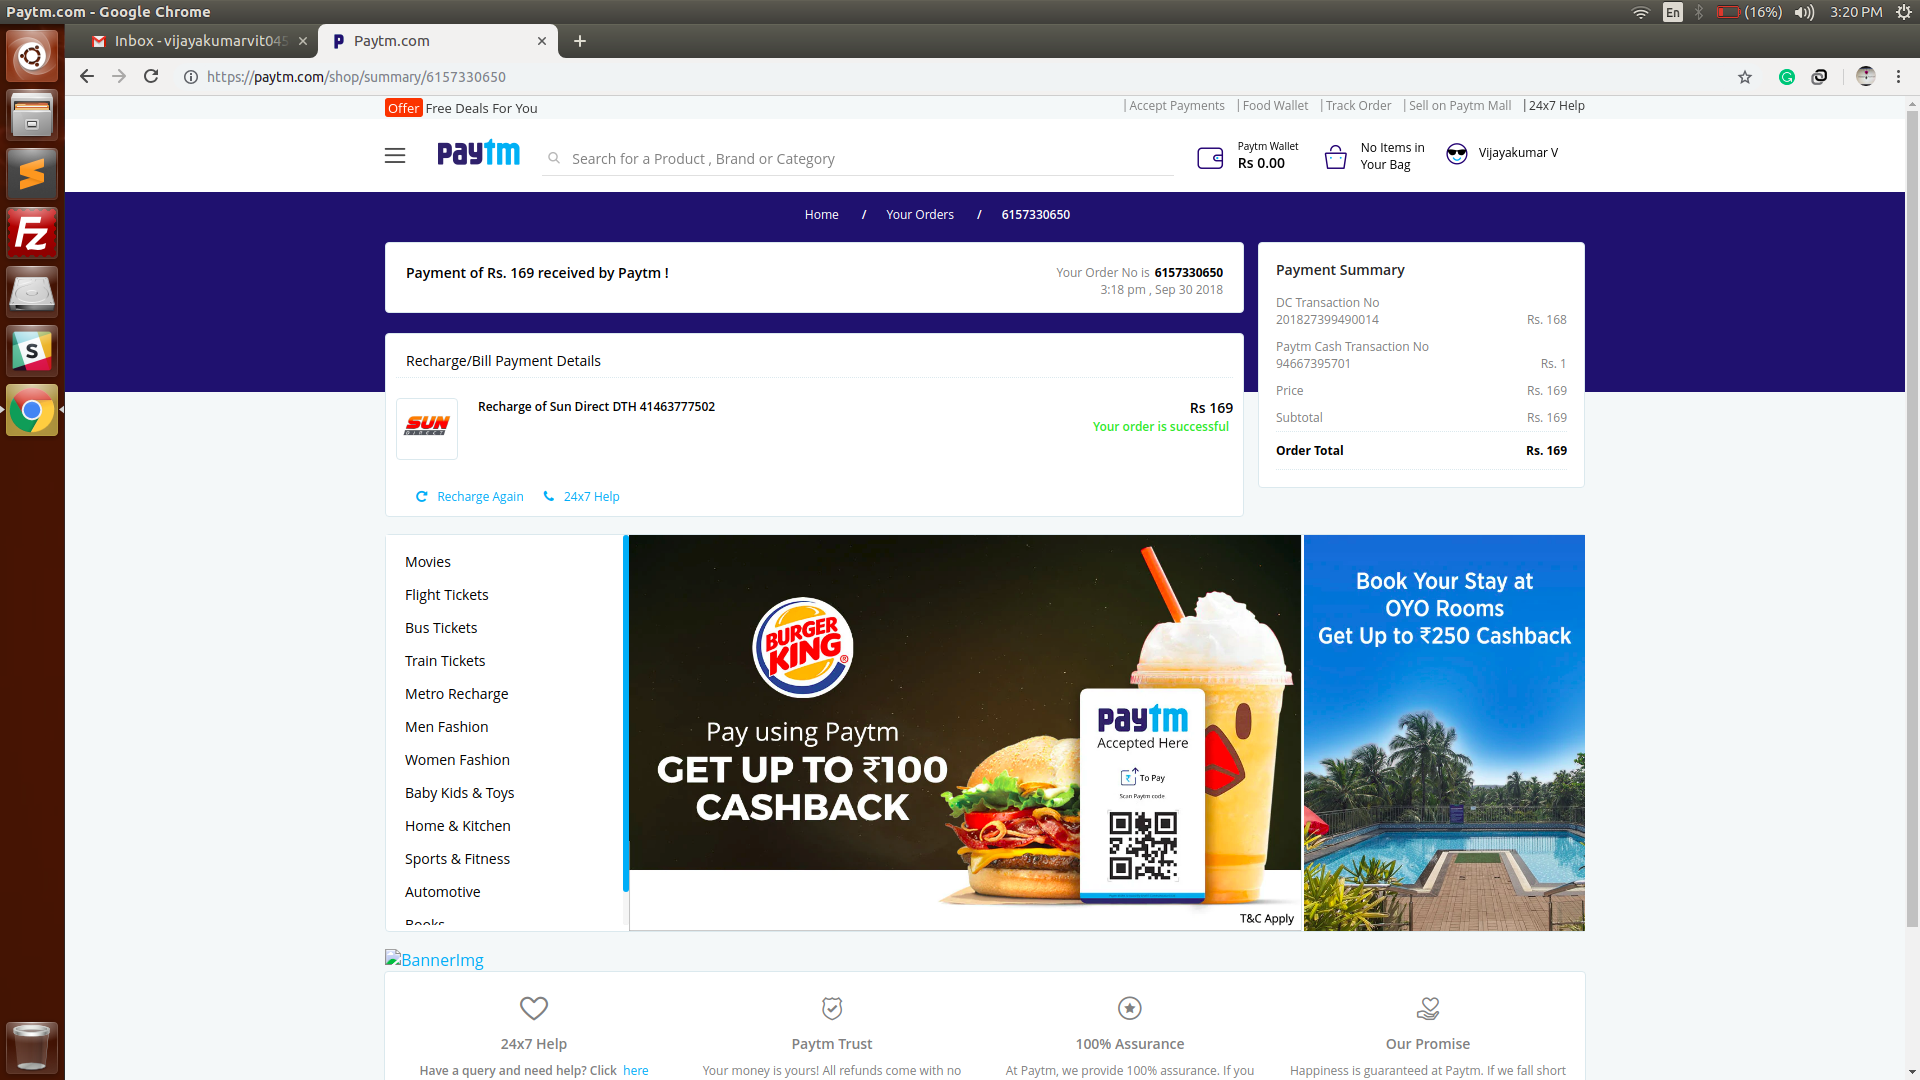 Paytm.com - Google Chrome
En
(16%)
3:20 PM
Inbox - vijayakumarvit045
Paytm.com
https://paytm.com/shop/summary/6157330650
Offer Free Deals For You
Accept Payments
Food Wallet
Track Order
Sell on Paytm Mall
24x7 Help
paytm
Search for a Product , Brand or Category
Paytm Wallet
Rs 0.00
No Items in
Your Bag
Vijayakumar V
Home / Your Orders / 6157330650
Payment of Rs. 169 received by Paytm !
Your Order No is 6157330650
3:18 pm , Sep 30 2018
Recharge/Bill Payment Details
SUN
DIRECT
Recharge of Sun Direct DTH 41463777502
Rs 169
Your order is successful
Recharge Again
24x7 Help
Payment Summary
DC Transaction No
201827399490014 Rs. 168
Paytm Cash Transaction No
94667395701 Rs. 1
Price Rs. 169
Subtotal Rs. 169
Order Total Rs. 169
Movies
Flight Tickets
Bus Tickets
Train Tickets
Metro Recharge
Men Fashion
Women Fashion
Baby Kids & Toys
Home & Kitchen
Sports & Fitness
Automotive
Books
BURGER
KING
®
Pay using Paytm
GET UP TO ₹100
CASHBACK
paytm
Accepted Here
₹ To Pay
Scan Paytm code
T&C Apply
Book Your Stay at
OYO Rooms
Get Up to ₹250 Cashback
BannerImg
24x7 Help
Have a query and need help? Click here
Paytm Trust
Your money is yours! All refunds come with no
100% Assurance
At Paytm, we provide 100% assurance. If you
Our Promise
Happiness is guaranteed at Paytm. If we fall short